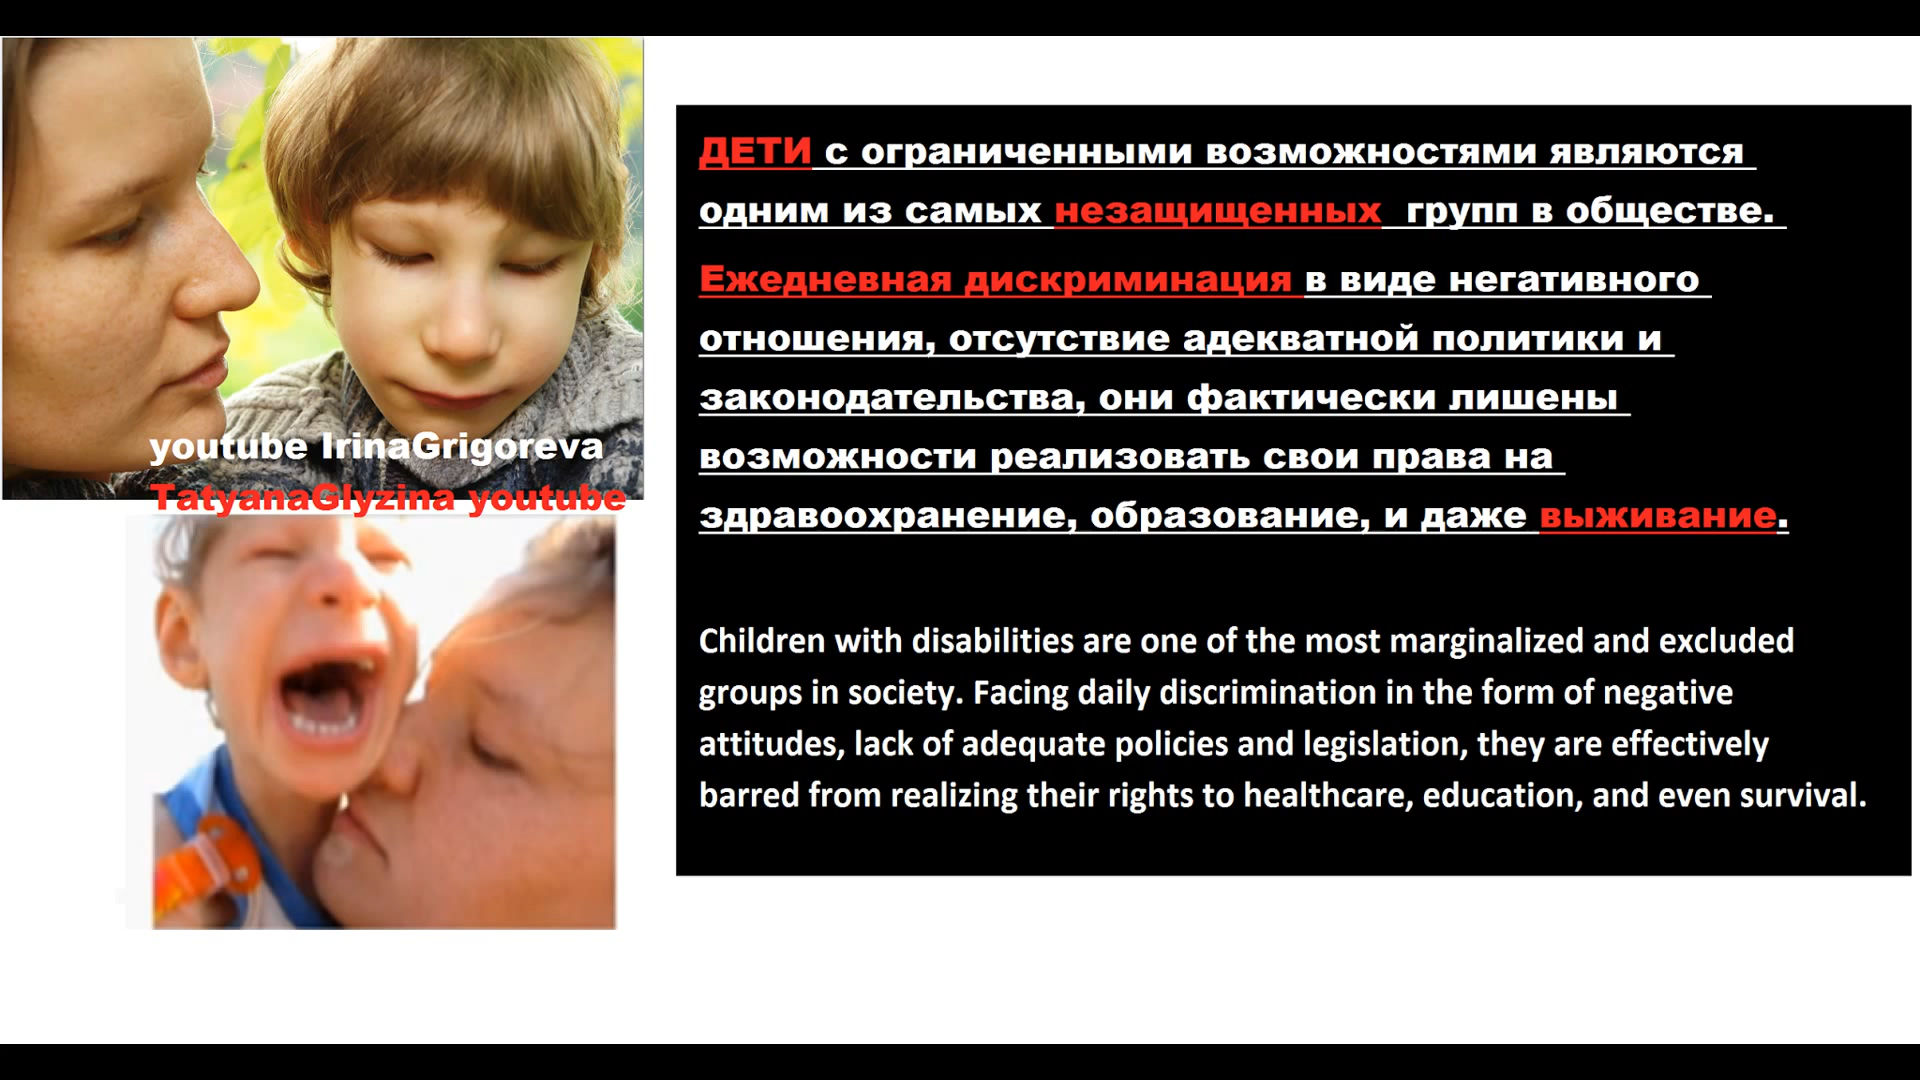 youtube IrinaGrigoreva
TatyanaGlyzina youtube
ДЕТИ с ограниченными возможностями являются
одним из самых незащищенных групп в обществе.
Ежедневная дискриминация в виде негативного
отношения, отсутствие адекватной политики и
законодательства, они фактически лишены
возможности реализовать свои права на
здравоохранение, образование, и даже выживание.
Children with disabilities are one of the most marginalized and excluded
groups in society. Facing daily discrimination in the form of negative
attitudes, lack of adequate policies and legislation, they are effectively
barred from realizing their rights to healthcare, education, and even survival.